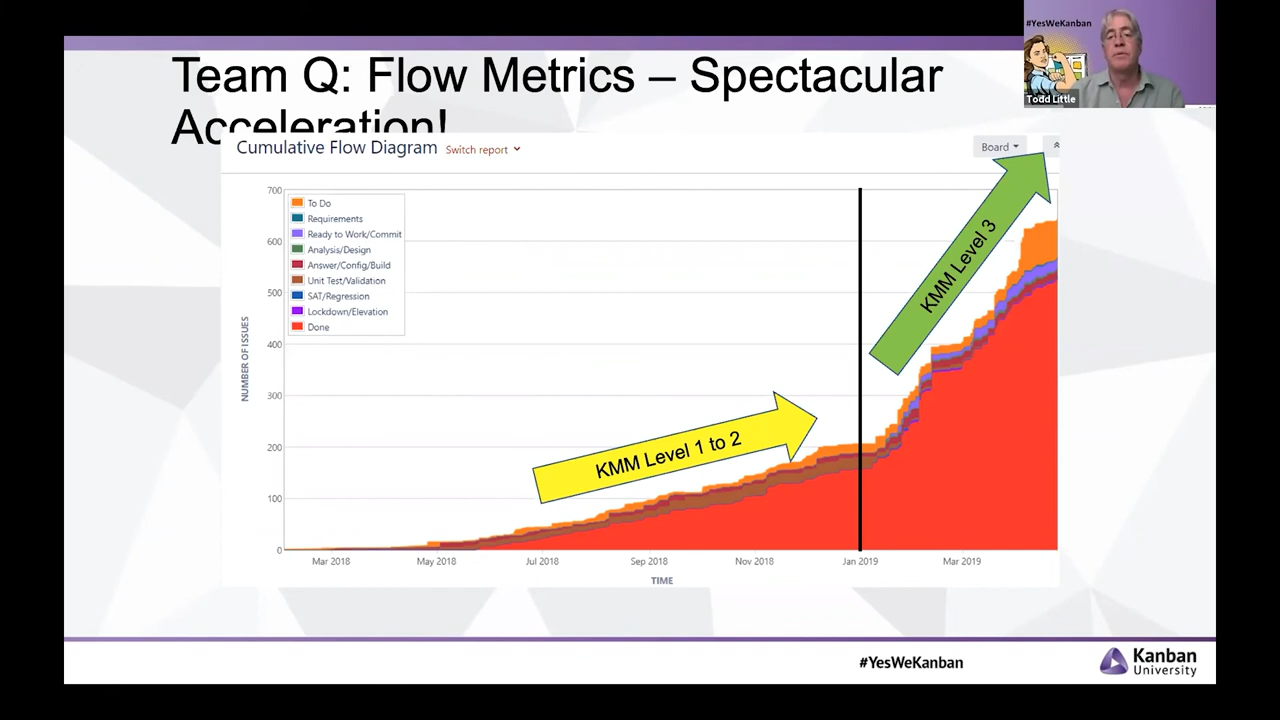 #YesWeKanban
Todd Little
Team Q: Flow Metrics – Spectacular
Acceleration!
Cumulative Flow Diagram
Switch report
Board
700
600
500
400
300
200
100
0
NUMBER OF ISSUES
To Do
Requirements
Ready to Work/Commit
Analysis/Design
Answer/Config/Build
Unit Test/Validation
SAT/Regression
Lockdown/Elevation
Done
KMM Level 1 to 2
KMM Level 3
Mar 2018
May 2018
Jul 2018
Sep 2018
Nov 2018
Jan 2019
Mar 2019
TIME
#YesWeKanban
Kanban
University